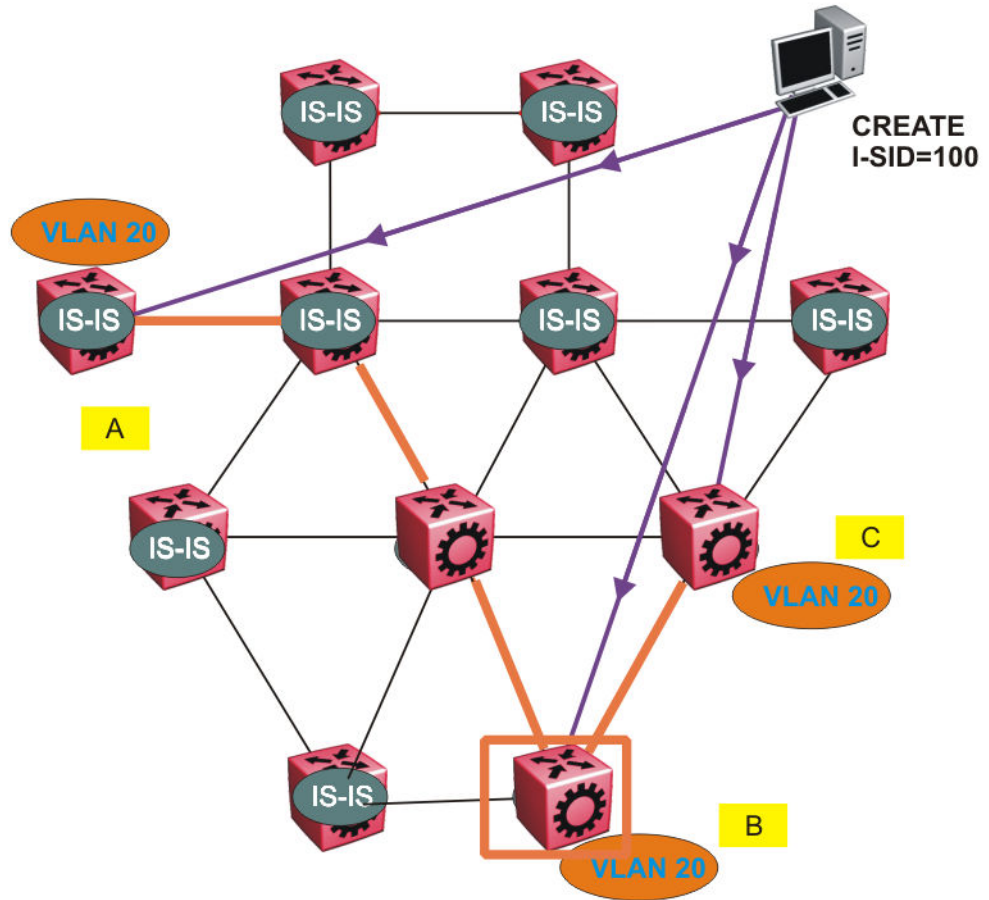 IS-IS
IS-IS
CREATE
I-SID=100
VLAN 20
IS-IS
IS-IS
IS-IS
IS-IS
A
IS-IS
C
VLAN 20
IS-IS
B
VLAN 20